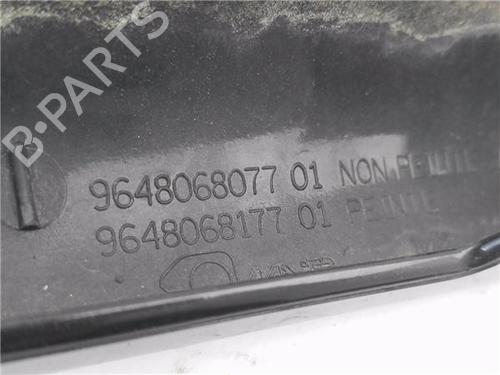 B-PARTS
9648068077 01 NON PEINTE
9648068177 01 PEINTE